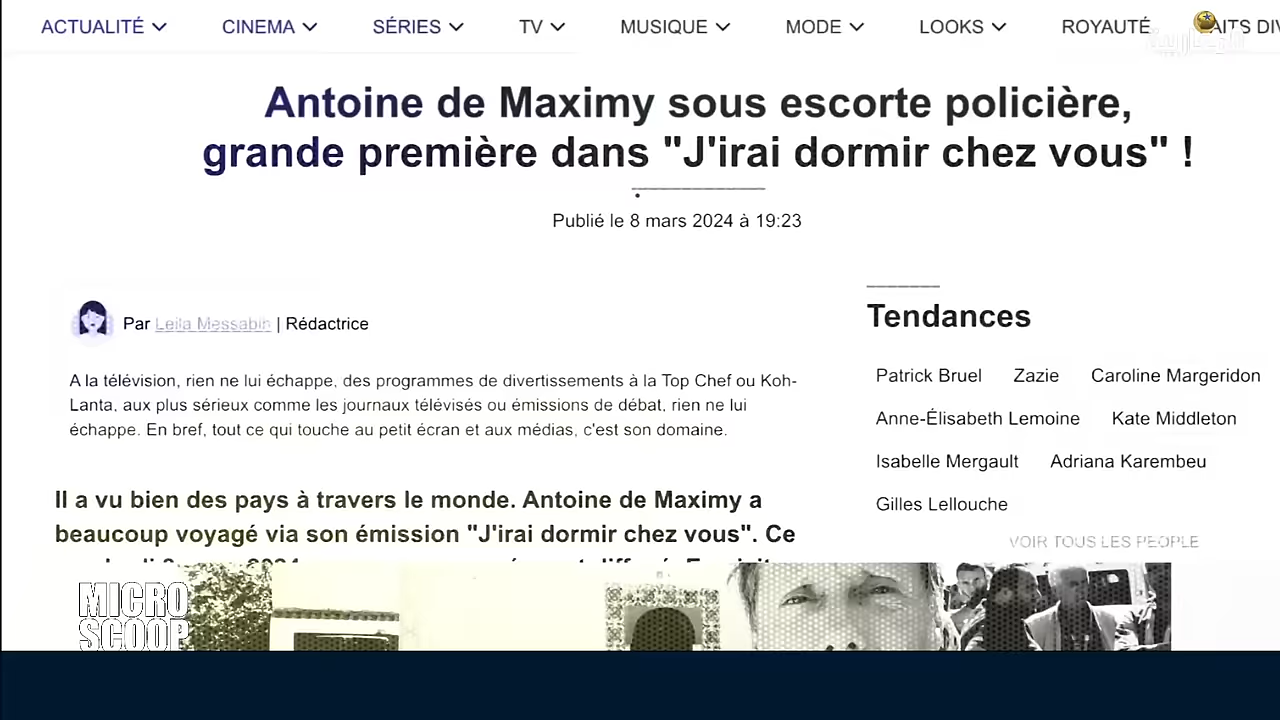 ACTUALITÉ CINEMA SÉRIES TV MUSIQUE MODE LOOKS ROYAUTÉ
Antoine de Maximy sous escorte policière,
grande première dans "J'irai dormir chez vous" !
Publié le 8 mars 2024 à 19:23
Par Leila Messabih | Rédactrice
A la télévision, rien ne lui échappe, des programmes de divertissements à la Top Chef ou Koh-
Lanta, aux plus sérieux comme les journaux télévisés ou émissions de débat, rien ne lui
échappe. En bref, tout ce qui touche au petit écran et aux médias, c'est son domaine.
Il a vu bien des pays à travers le monde. Antoine de Maximy a
beaucoup voyagé via son émission "J'irai dormir chez vous". Ce
Tendances
Patrick Bruel Zazie Caroline Margeridon
Anne-Élisabeth Lemoine Kate Middleton
Isabelle Mergault Adriana Karembeu
Gilles Lellouche
VOIR TOUS LES PEOPLE
MICRO
SCOOP